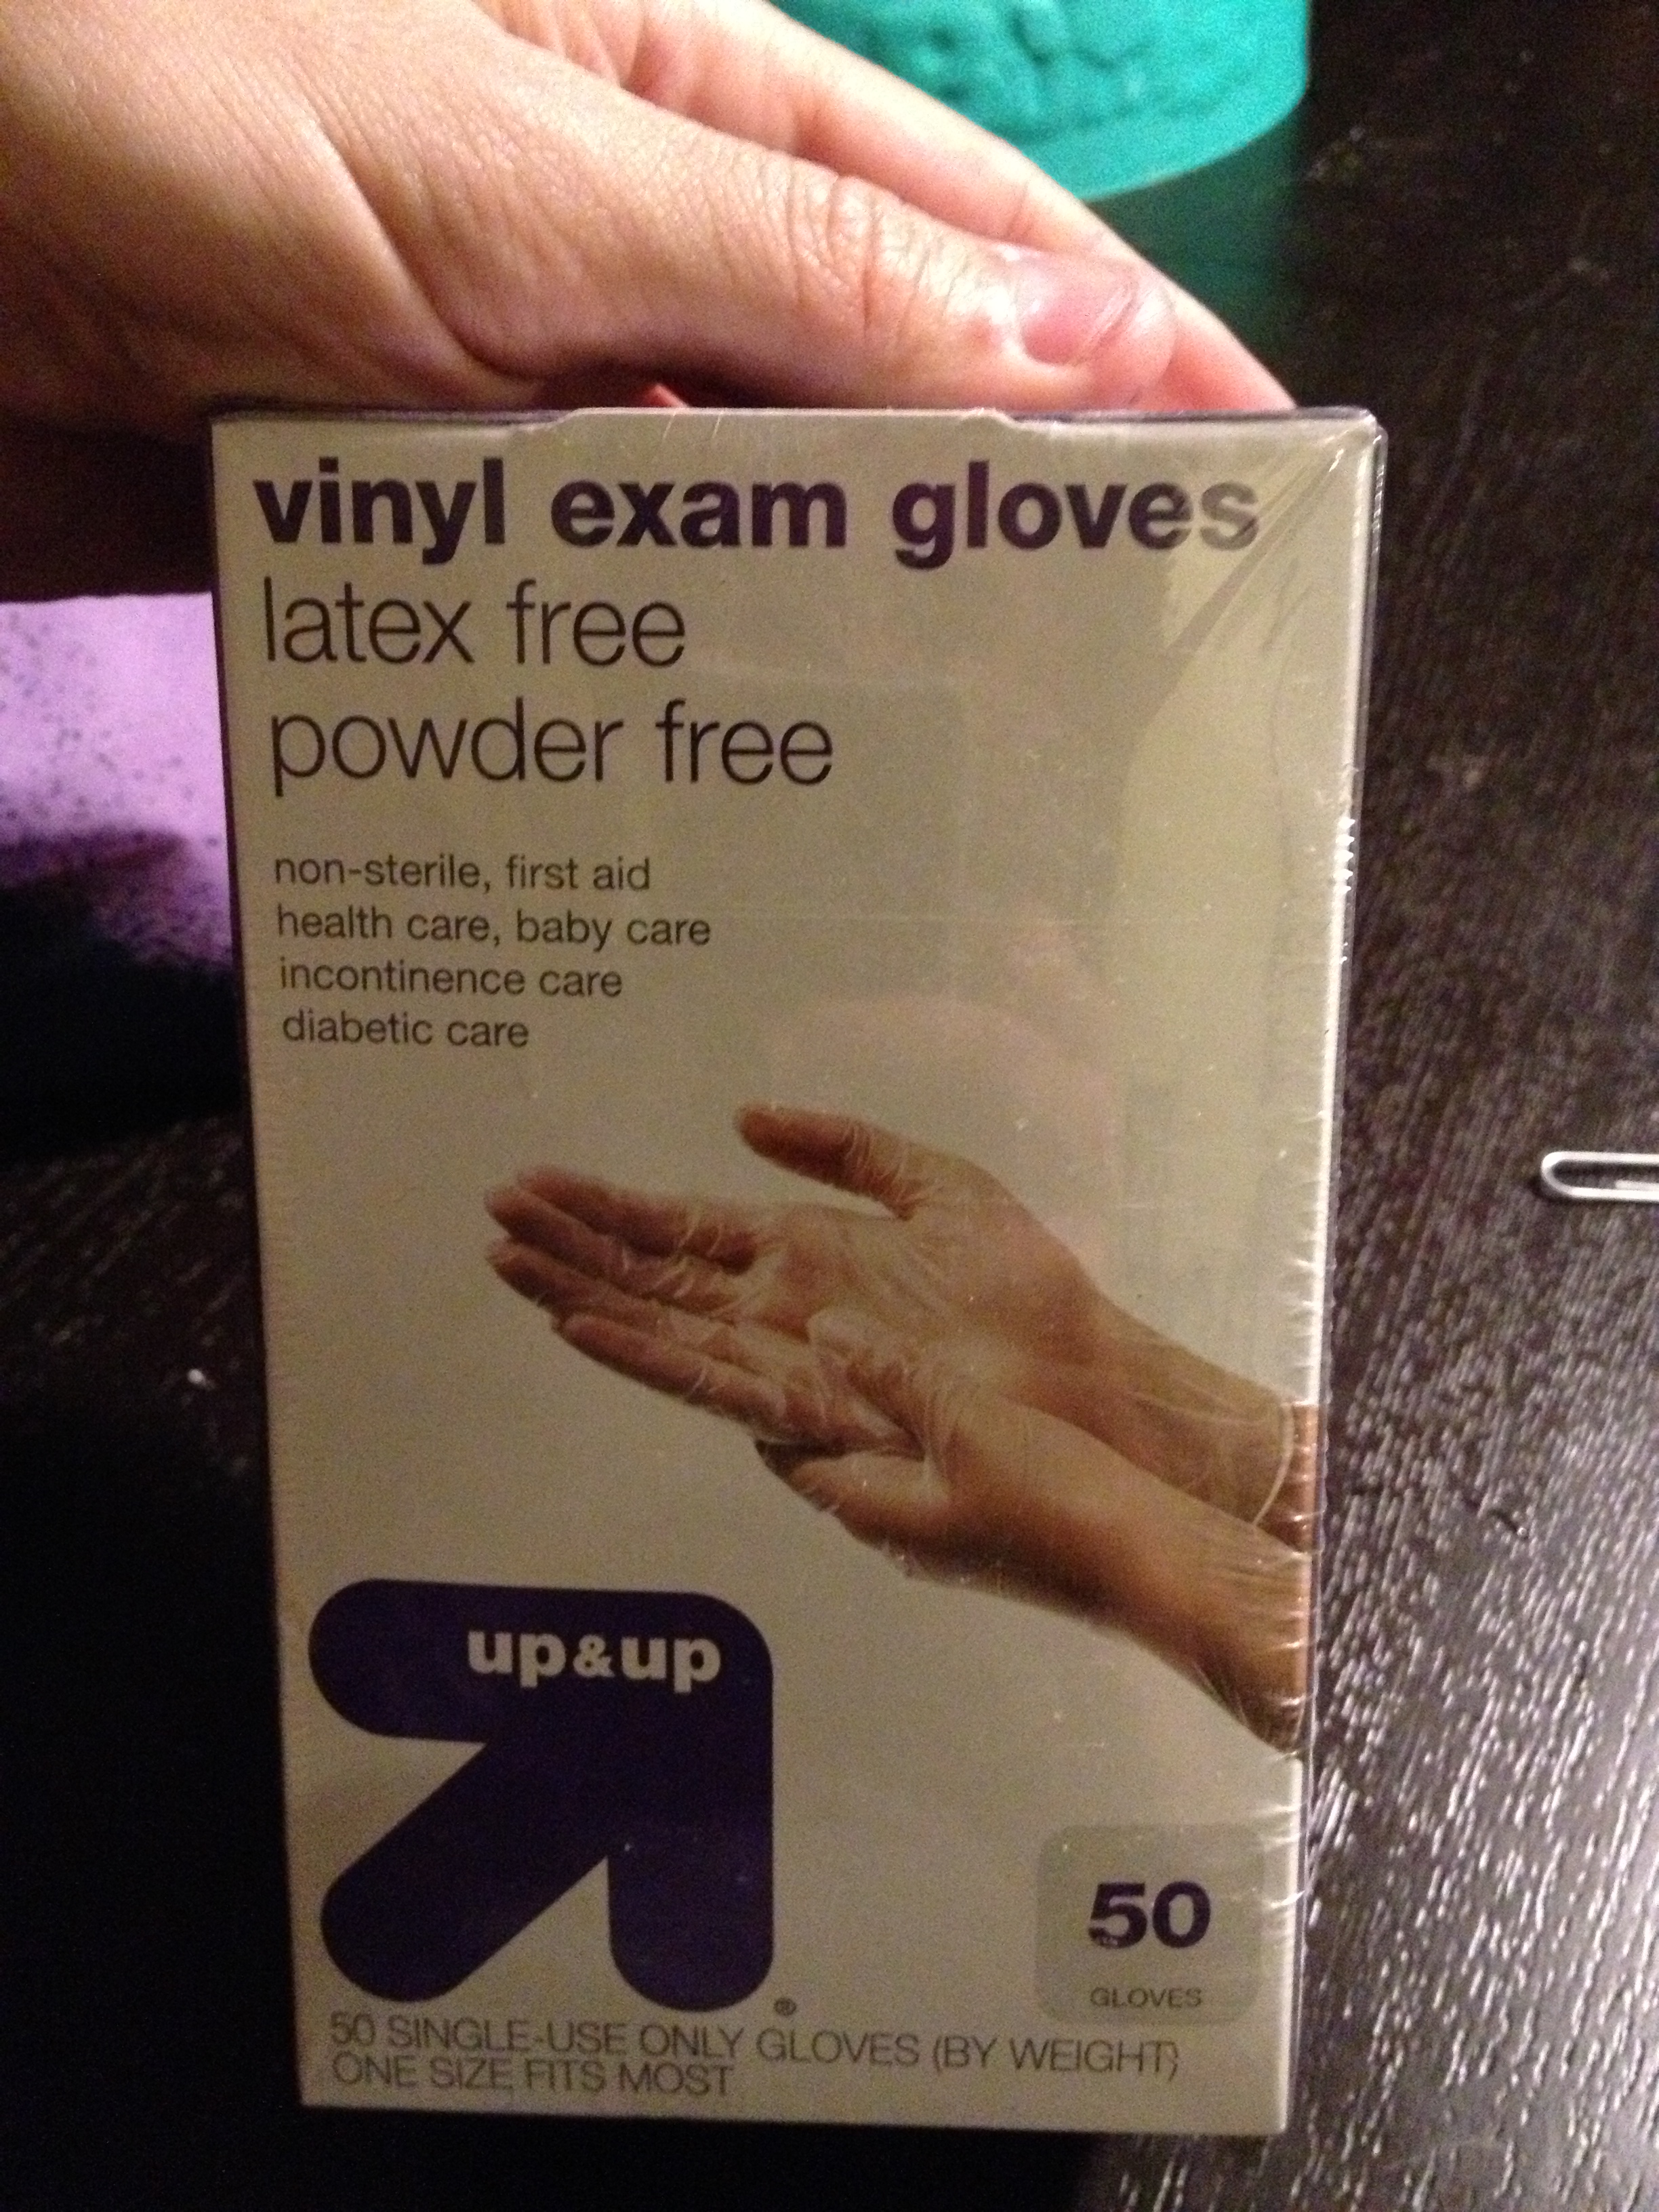 vinyl exam gloves
latex free
powder free
non-sterile, first aid
health care, baby care
incontinence care
diabetic care
up&up
®
50
GLOVES
50 SINGLE-USE ONLY GLOVES (BY WEIGHT)
ONE SIZE FITS MOST